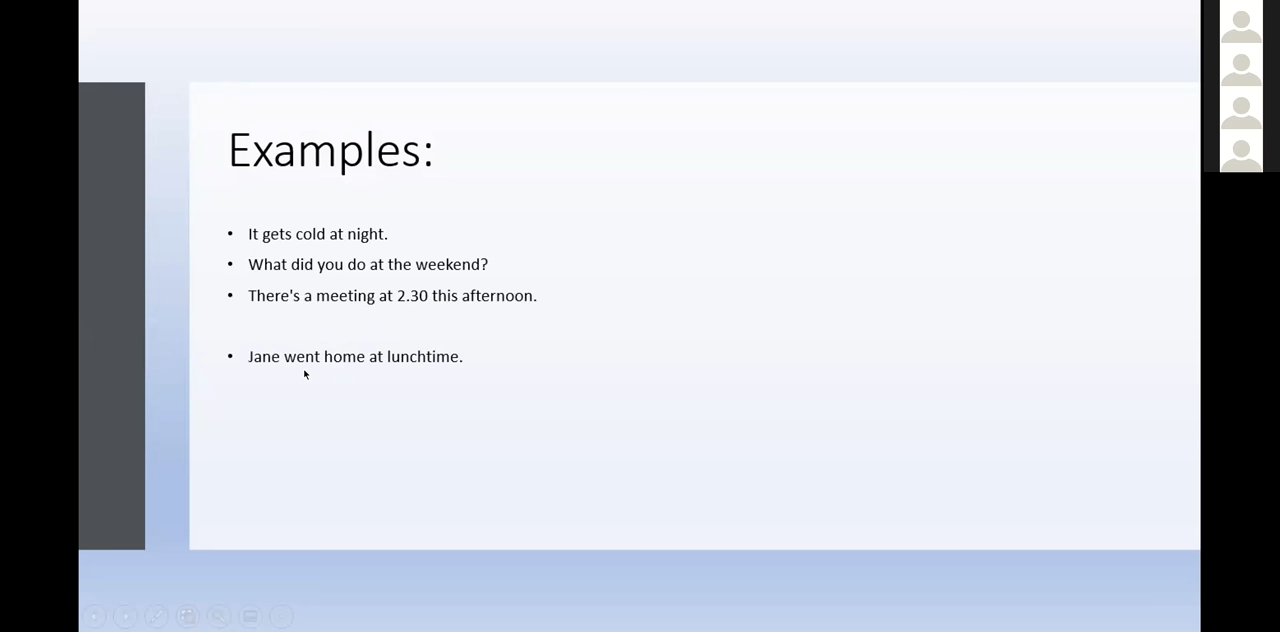 Examples:
• It gets cold at night.
• What did you do at the weekend?
• There's a meeting at 2.30 this afternoon.
• Jane went home at lunchtime.